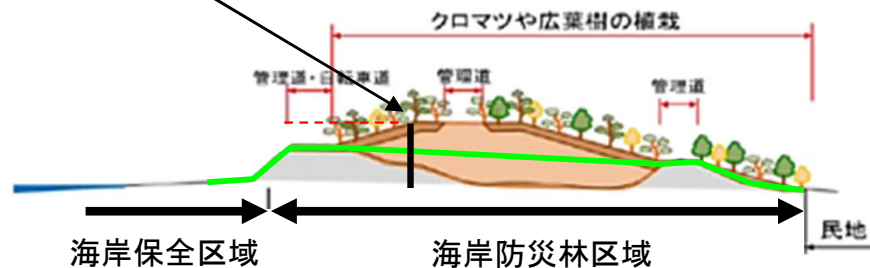 クロマツや広葉樹の植栽
管理道・自転車道
管理道
管理道
民地
海岸保全区域
海岸防災林区域